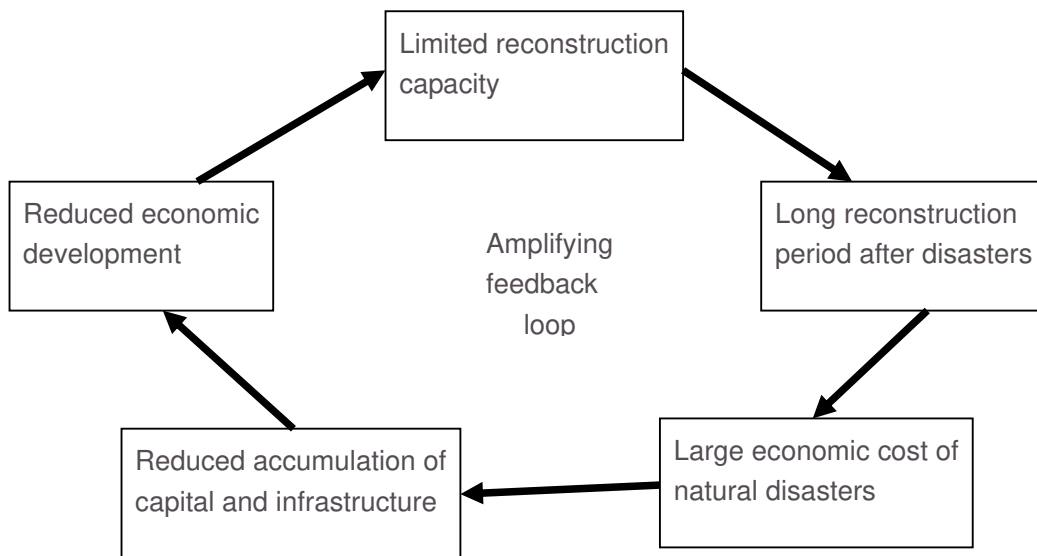 Limited reconstruction
capacity
Long reconstruction
period after disasters
Large economic cost of
natural disasters
Reduced accumulation of
capital and infrastructure
Reduced economic
development
Amplifying
feedback
loop